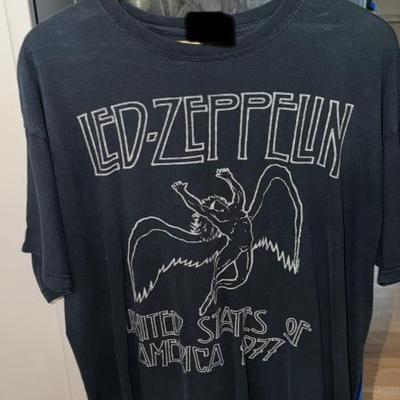 LED-ZEPPELIN
UNITED STATES OF
AMERICA 1977